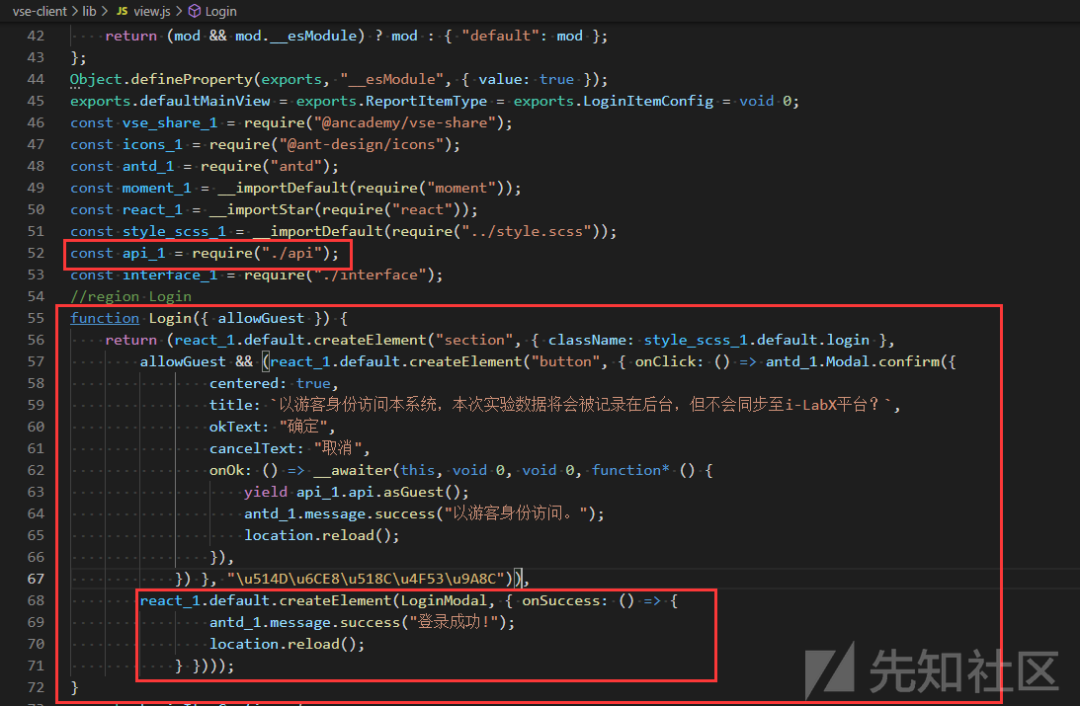 vse-client > lib > JS view.js > Login
42 return (mod && mod.__esModule) ? mod : { "default": mod };
43 };
44 Object.defineProperty(exports, "__esModule", { value: true });
45 exports.defaultMainView = exports.ReportItemType = exports.LoginItemConfig = void 0;
46 const vse_share_1 = require("@ancademy/vse-share");
47 const icons_1 = require("@ant-design/icons");
48 const antd_1 = require("antd");
49 const moment_1 = __importDefault(require("moment"));
50 const react_1 = __importStar(require("react"));
51 const style_scss_1 = __importDefault(require("../style.scss"));
52 const api_1 = require("./api");
53 const interface_1 = require("./interface");
54 //region Login
55 function Login({ allowGuest }) {
56 return (react_1.default.createElement("section", { className: style_scss_1.default.login },
57 allowGuest && (react_1.default.createElement("button", { onClick: () => antd_1.Modal.confirm({
58 centered: true,
59 title: `以游客身份访问本系统，本次实验数据将会被记录在后台，但不会同步至i-LabX平台？`,
60 okText: "确定",
61 cancelText: "取消",
62 onOk: () => __awaiter(this, void 0, void 0, function* () {
63 yield api_1.api.asGuest();
64 antd_1.message.success("以游客身份访问。");
65 location.reload();
66 }),
67 }) }, "\u514D\u6CE8\u518C\u4F53\u9A8C")),
68 react_1.default.createElement(LoginModal, { onSuccess: () => {
69 antd_1.message.success("登录成功!");
70 location.reload();
71 } })));
72 }
先知社区